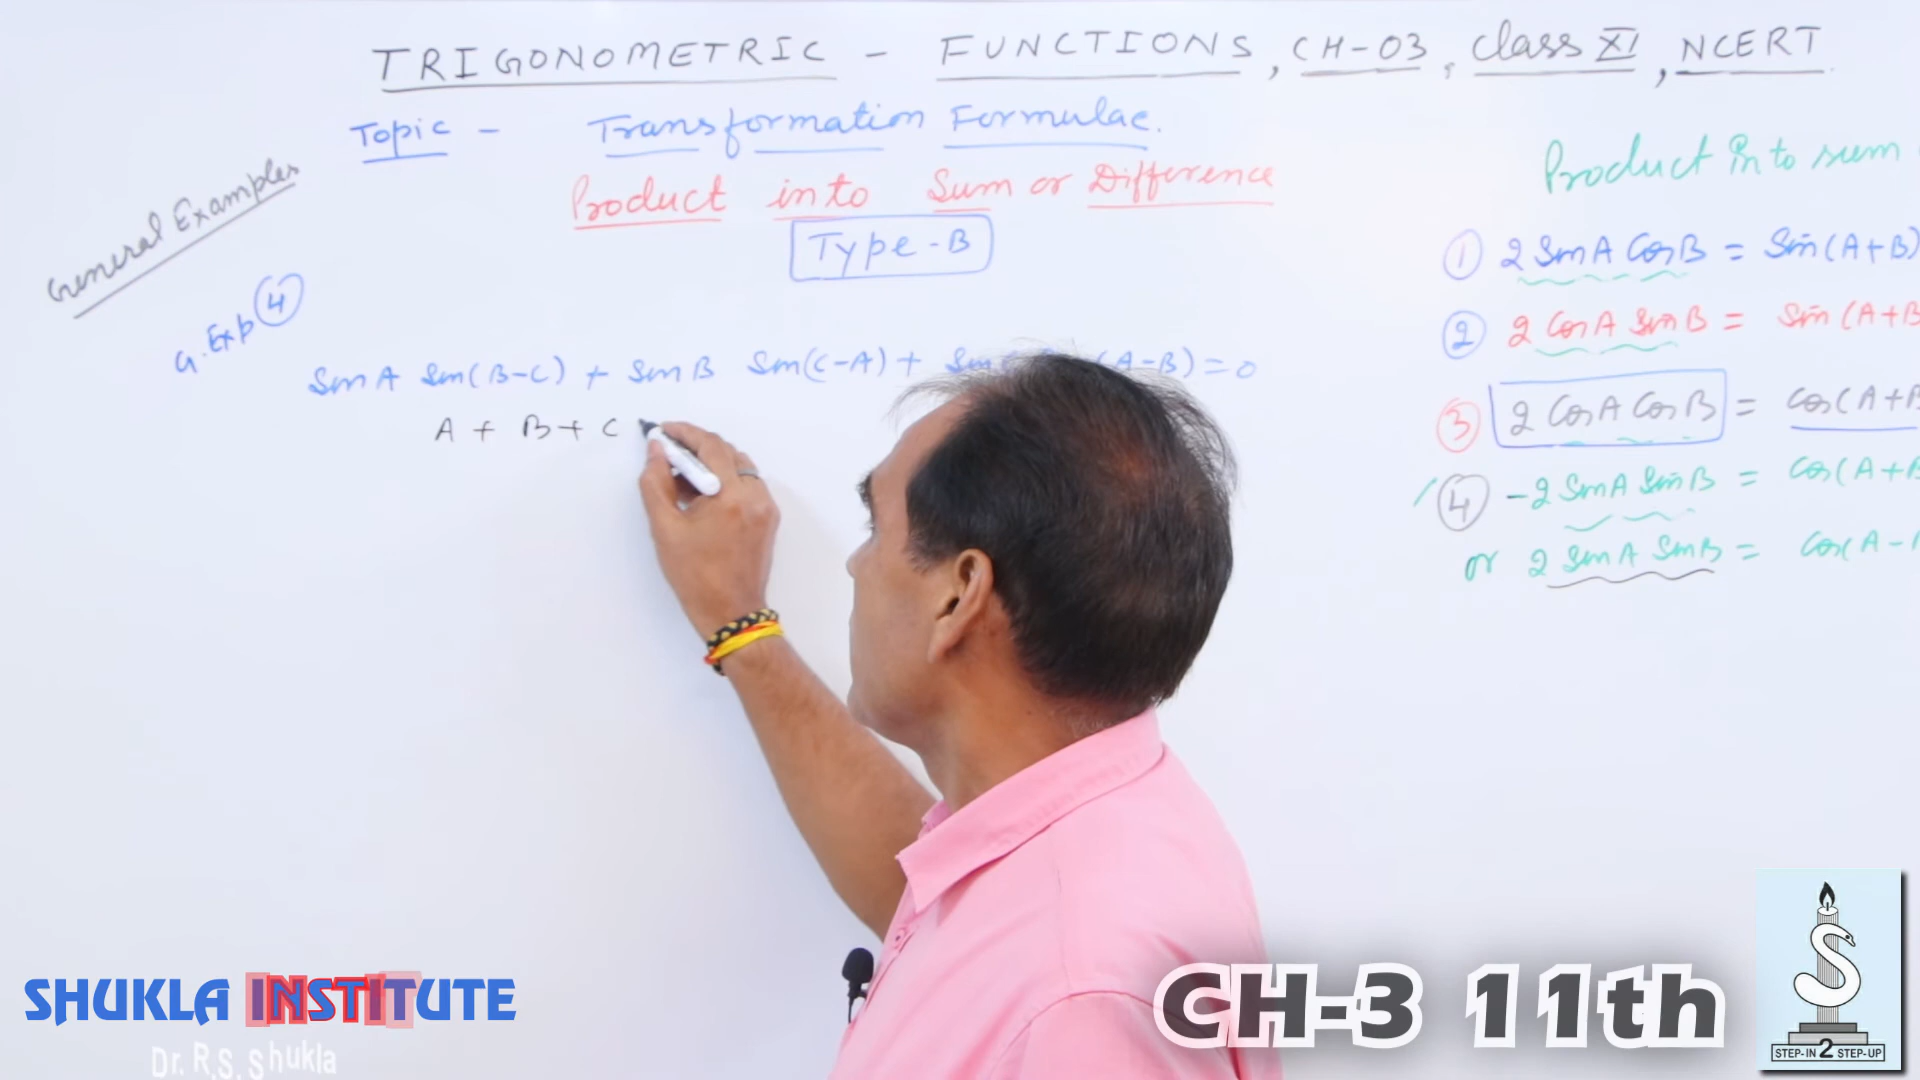 TRIGONOMETRIC - FUNCTIONS, CH-03, Class XI, NCERT
Topic - Transformation Formulae.
Product into Sum or Difference
Type-B
General Examples
G. Exp 4
Sin A Sin(B-C) + Sin B Sin(C-A) + Sin (A-B) = 0
A + B + C
Product into sum
1 2 Sin A Cos B = Sin(A+B)
2 2 Cos A Sin B = Sin (A+B
3 2 Cos A Cos B = Cos(A+B
4 -2 Sin A Sin B = Cos(A+B
or 2 Sin A Sin B = Cos(A-
SHUKLA INSTITUTE
Dr. R.S. Shukla
CH-3 11th
STEP-IN 2 STEP-UP